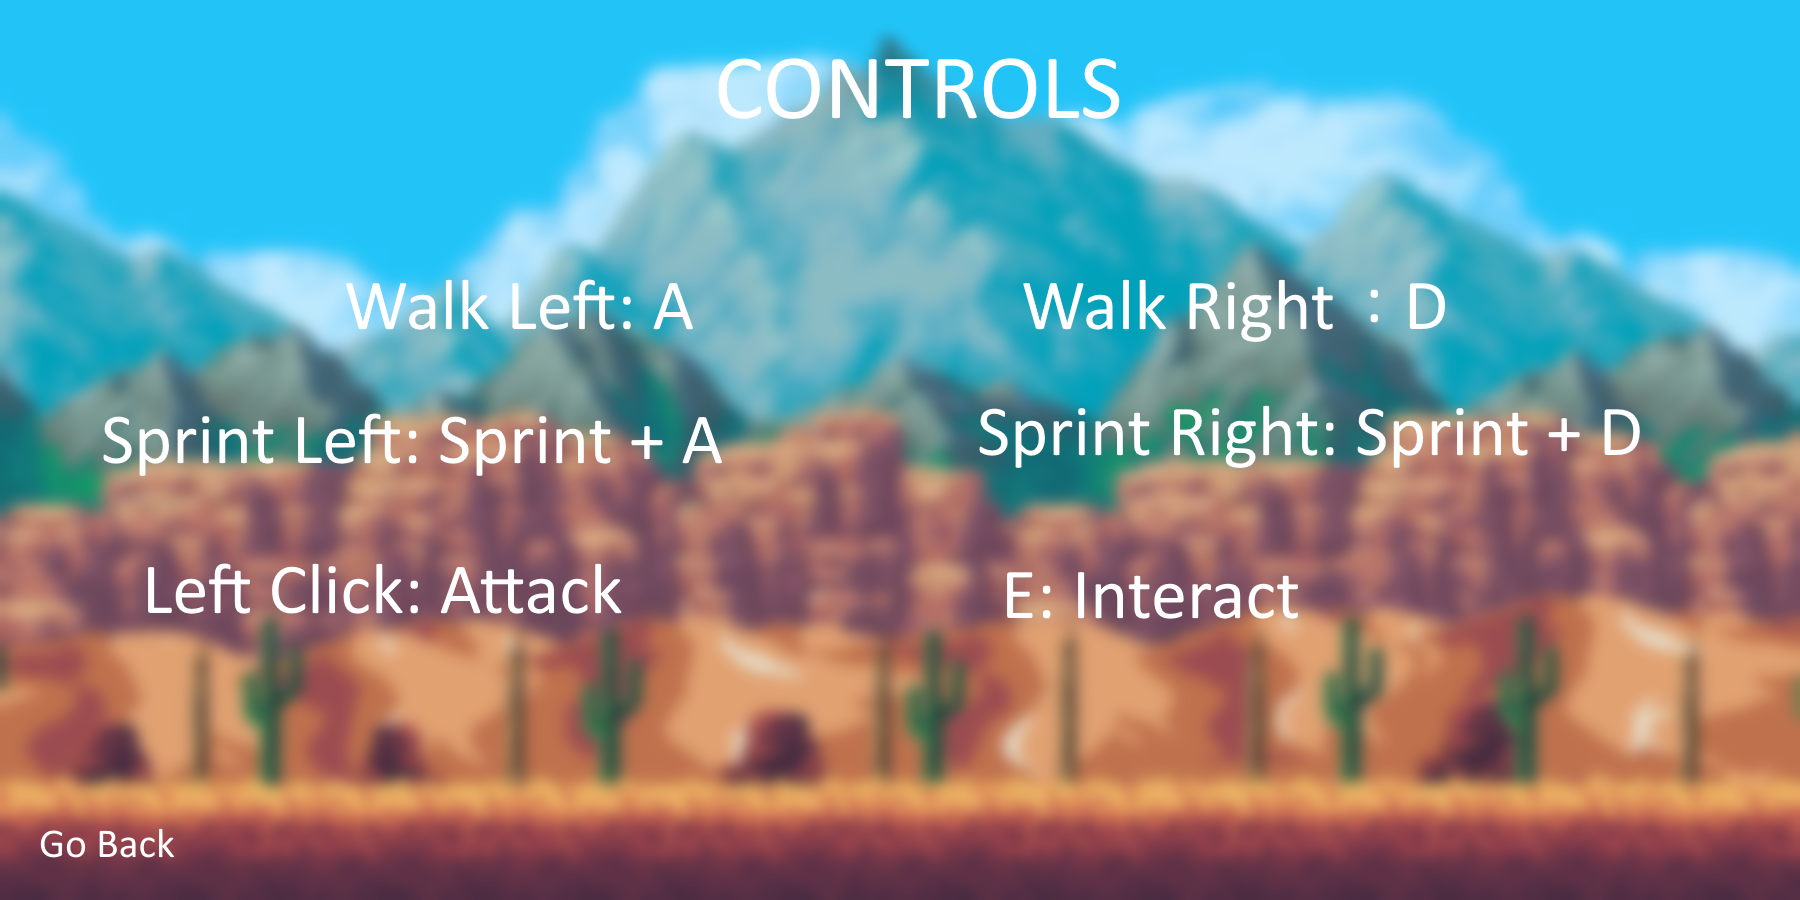 CONTROLS
Walk Left: A
Walk Right : D
Sprint Left: Sprint + A
Sprint Right: Sprint + D
Left Click: Attack
E: Interact
Go Back